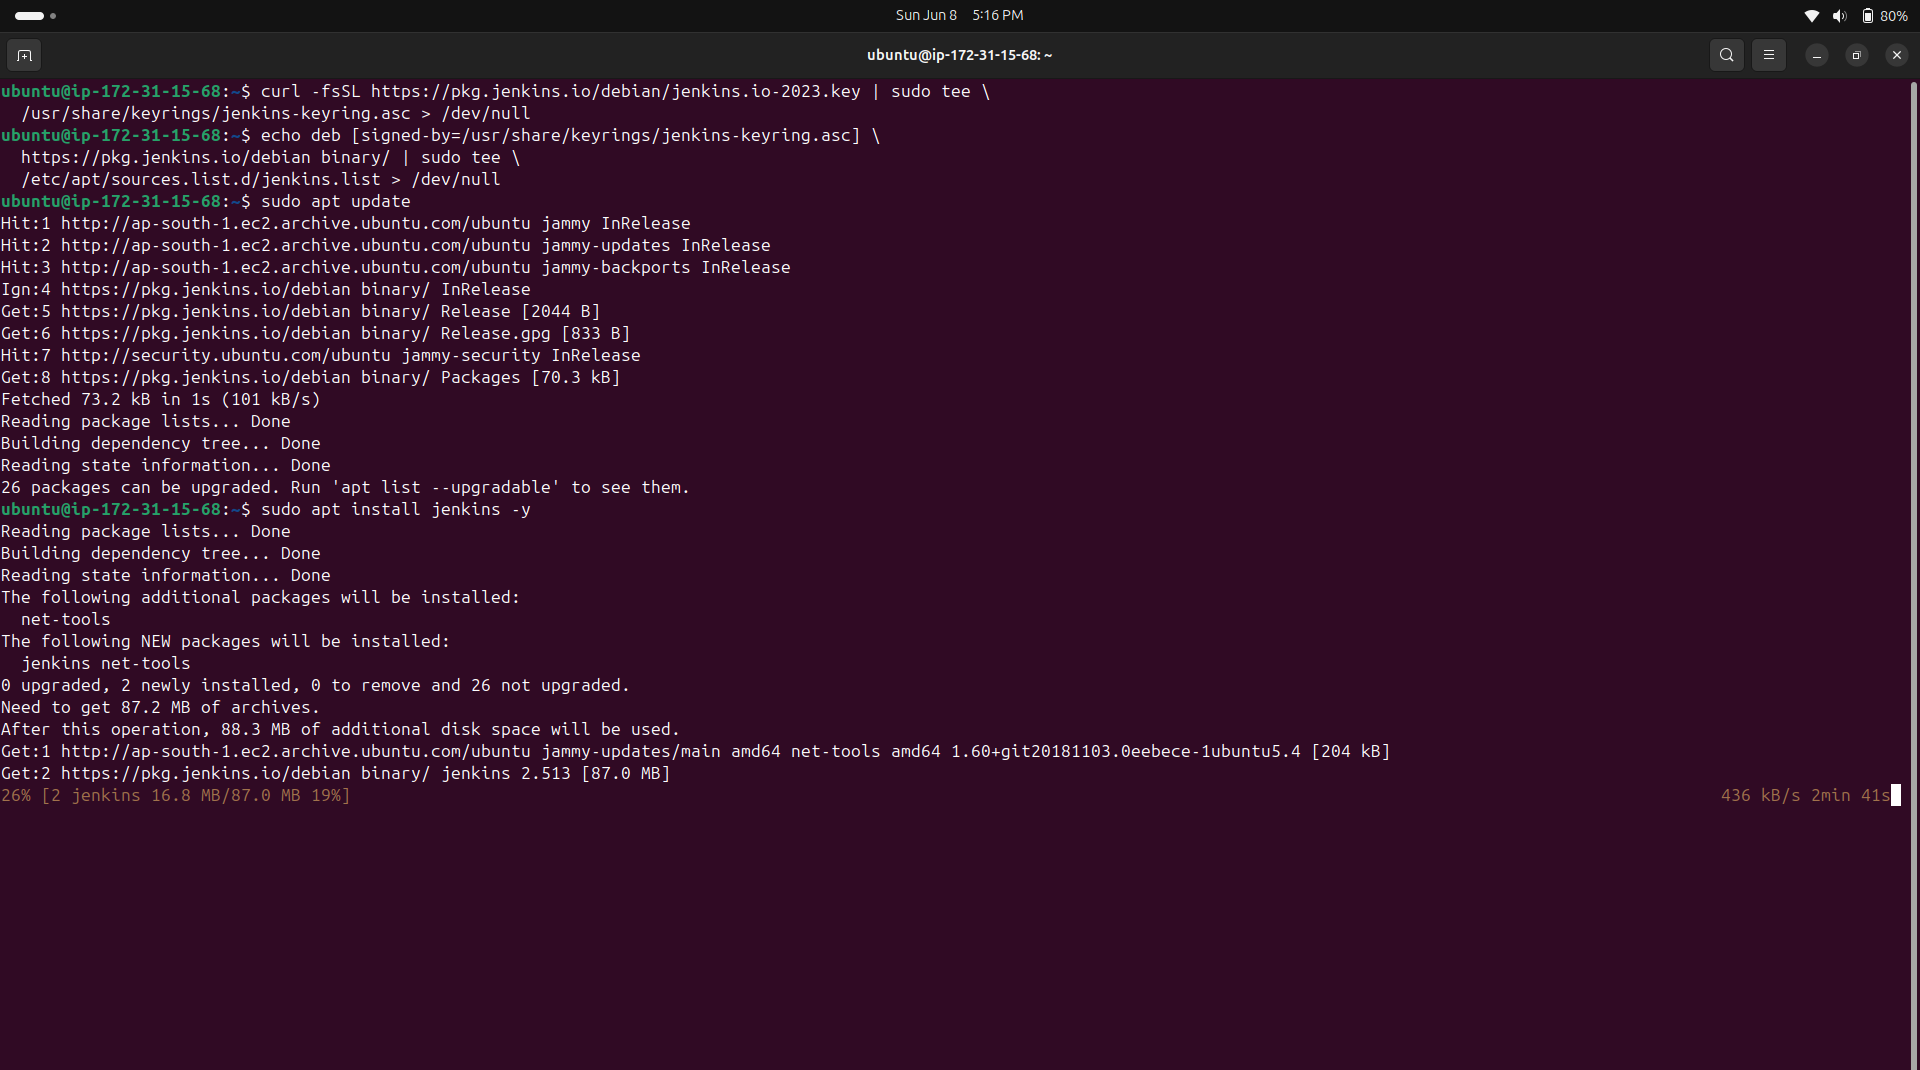 Sun Jun 8 5:16 PM
80%
ubuntu@ip-172-31-15-68: ~
ubuntu@ip-172-31-15-68:~$ curl -fsSL https://pkg.jenkins.io/debian/jenkins.io-2023.key | sudo tee \
  /usr/share/keyrings/jenkins-keyring.asc > /dev/null
ubuntu@ip-172-31-15-68:~$ echo deb [signed-by=/usr/share/keyrings/jenkins-keyring.asc] \
  https://pkg.jenkins.io/debian binary/ | sudo tee \
  /etc/apt/sources.list.d/jenkins.list > /dev/null
ubuntu@ip-172-31-15-68:~$ sudo apt update
Hit:1 http://ap-south-1.ec2.archive.ubuntu.com/ubuntu jammy InRelease
Hit:2 http://ap-south-1.ec2.archive.ubuntu.com/ubuntu jammy-updates InRelease
Hit:3 http://ap-south-1.ec2.archive.ubuntu.com/ubuntu jammy-backports InRelease
Ign:4 https://pkg.jenkins.io/debian binary/ InRelease
Get:5 https://pkg.jenkins.io/debian binary/ Release [2044 B]
Get:6 https://pkg.jenkins.io/debian binary/ Release.gpg [833 B]
Hit:7 http://security.ubuntu.com/ubuntu jammy-security InRelease
Get:8 https://pkg.jenkins.io/debian binary/ Packages [70.3 kB]
Fetched 73.2 kB in 1s (101 kB/s)
Reading package lists... Done
Building dependency tree... Done
Reading state information... Done
26 packages can be upgraded. Run 'apt list --upgradable' to see them.
ubuntu@ip-172-31-15-68:~$ sudo apt install jenkins -y
Reading package lists... Done
Building dependency tree... Done
Reading state information... Done
The following additional packages will be installed:
  net-tools
The following NEW packages will be installed:
  jenkins net-tools
0 upgraded, 2 newly installed, 0 to remove and 26 not upgraded.
Need to get 87.2 MB of archives.
After this operation, 88.3 MB of additional disk space will be used.
Get:1 http://ap-south-1.ec2.archive.ubuntu.com/ubuntu jammy-updates/main amd64 net-tools amd64 1.60+git20181103.0eebece-1ubuntu5.4 [204 kB]
Get:2 https://pkg.jenkins.io/debian binary/ jenkins 2.513 [87.0 MB]
26% [2 jenkins 16.8 MB/87.0 MB 19%] 436 kB/s 2min 41s